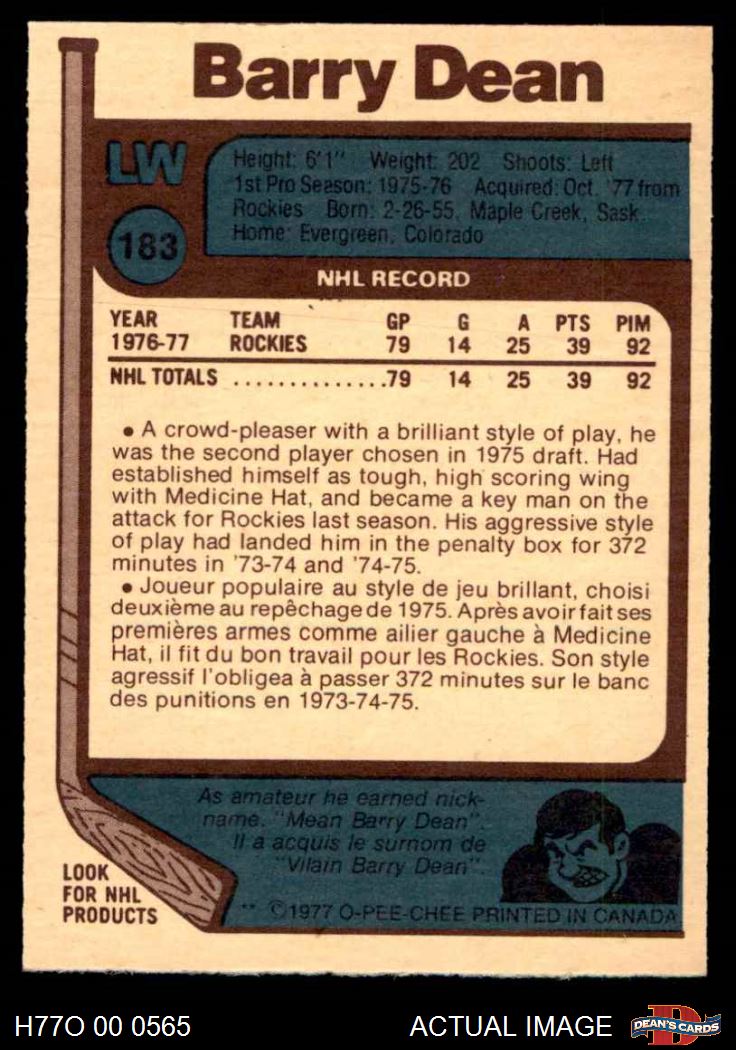 Barry Dean
LW
Height: 6'1" Weight: 202 Shoots: Left
1st Pro Season: 1975-76 Acquired: Oct. '77 from
Rockies Born: 2-26-55, Maple Creek, Sask.
Home: Evergreen, Colorado
183
NHL RECORD
YEAR TEAM GP G A PTS PIM
1976-77 ROCKIES 79 14 25 39 92
NHL TOTALS ..............79 14 25 39 92
• A crowd-pleaser with a brilliant style of play, he
was the second player chosen in 1975 draft. Had
established himself as tough, high scoring wing
with Medicine Hat, and became a key man on the
attack for Rockies last season. His aggressive style
of play had landed him in the penalty box for 372
minutes in '73-74 and '74-75.
• Joueur populaire au style de jeu brillant, choisi
deuxième au repêchage de 1975. Après avoir fait ses
premières armes comme ailier gauche à Medicine
Hat, il fit du bon travail pour les Rockies. Son style
agressif l'obligea à passer 372 minutes sur le banc
des punitions en 1973-74-75.
As amateur he earned nick-
name. "Mean Barry Dean".
Il a acquis le surnom de
"Vilain Barry Dean".
LOOK
FOR NHL
PRODUCTS
** ©1977 O-PEE-CHEE PRINTED IN CANADA
H77O 00 0565
ACTUAL IMAGE
D
DEAN'S CARDS